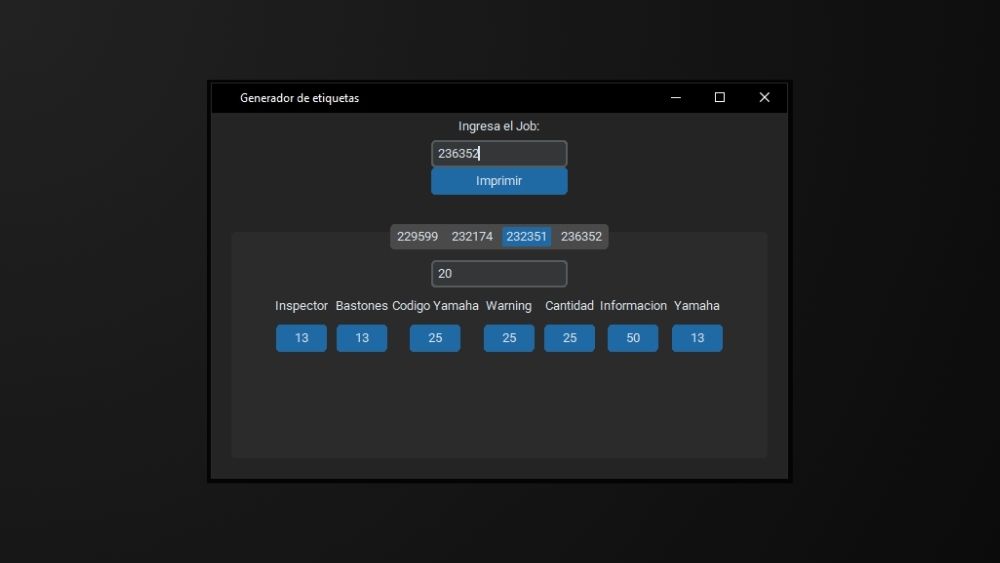 Generador de etiquetas
Ingresa el Job:
236352
Imprimir
229599 232174 232351 236352
20
Inspector Bastones Codigo Yamaha Warning Cantidad Informacion Yamaha
13 13 25 25 25 50 13